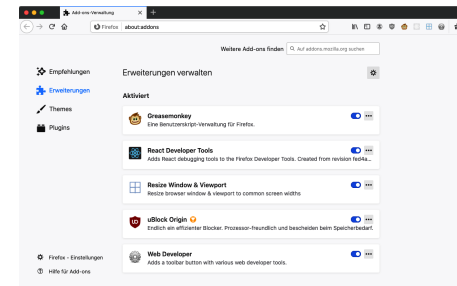 Add-ons-Verwaltung
Firefox about:addons
Weitere Add-ons finden Auf addons.mozilla.org suchen
Empfehlungen
Erweiterungen verwalten
Erweiterungen
Aktiviert
Themes
Greasemonkey
Eine Benutzerskript-Verwaltung für Firefox.
Plugins
React Developer Tools
Adds React debugging tools to the Firefox Developer Tools. Created from revision fed4a…
Resize Window & Viewport
Resize browser window & viewport to common screen widths
uBlock Origin
Endlich ein effizienter Blocker. Prozessor-freundlich und bescheiden beim Speicherbedarf.
Web Developer
Adds a toolbar button with various web developer tools.
Firefox - Einstellungen
Hilfe für Add-ons